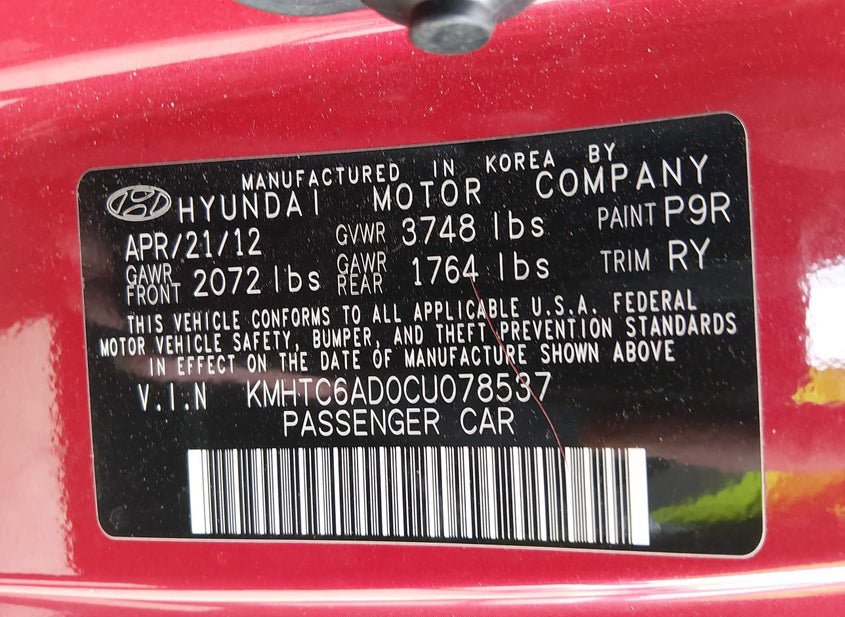 MANUFACTURED IN KOREA BY
HYUNDAI MOTOR COMPANY
APR/21/12 GVWR 3748 lbs PAINT P9R
GAWR FRONT 2072 lbs GAWR REAR 1764 lbs TRIM RY
THIS VEHICLE CONFORMS TO ALL APPLICABLE U.S.A. FEDERAL
MOTOR VEHICLE SAFETY, BUMPER, AND THEFT PREVENTION STANDARDS
IN EFFECT ON THE DATE OF MANUFACTURE SHOWN ABOVE
V.I.N KMHTC6AD0CU078537
PASSENGER CAR